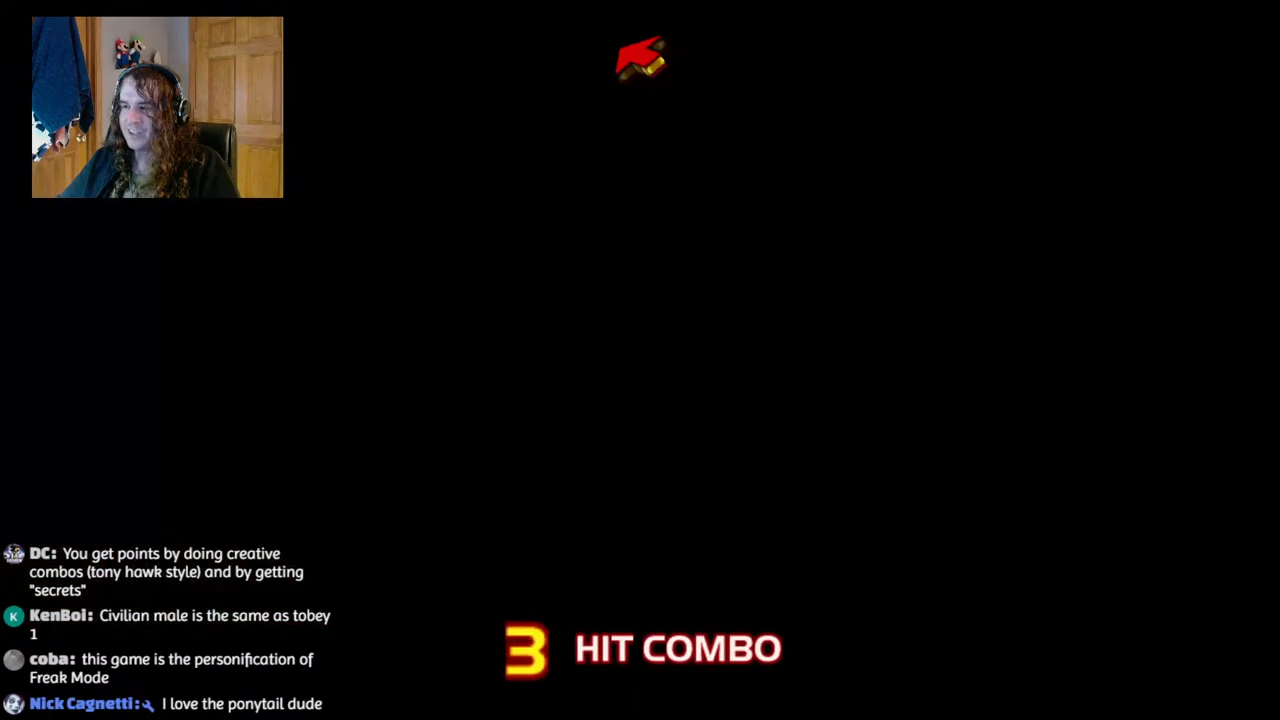 DC: You get points by doing creative
combos (tony hawk style) and by getting
"secrets"
KenBoi: Civilian male is the same as tobey
1
coba: this game is the personification of
Freak Mode
Nick Cagnetti: I love the ponytail dude
3 HIT COMBO